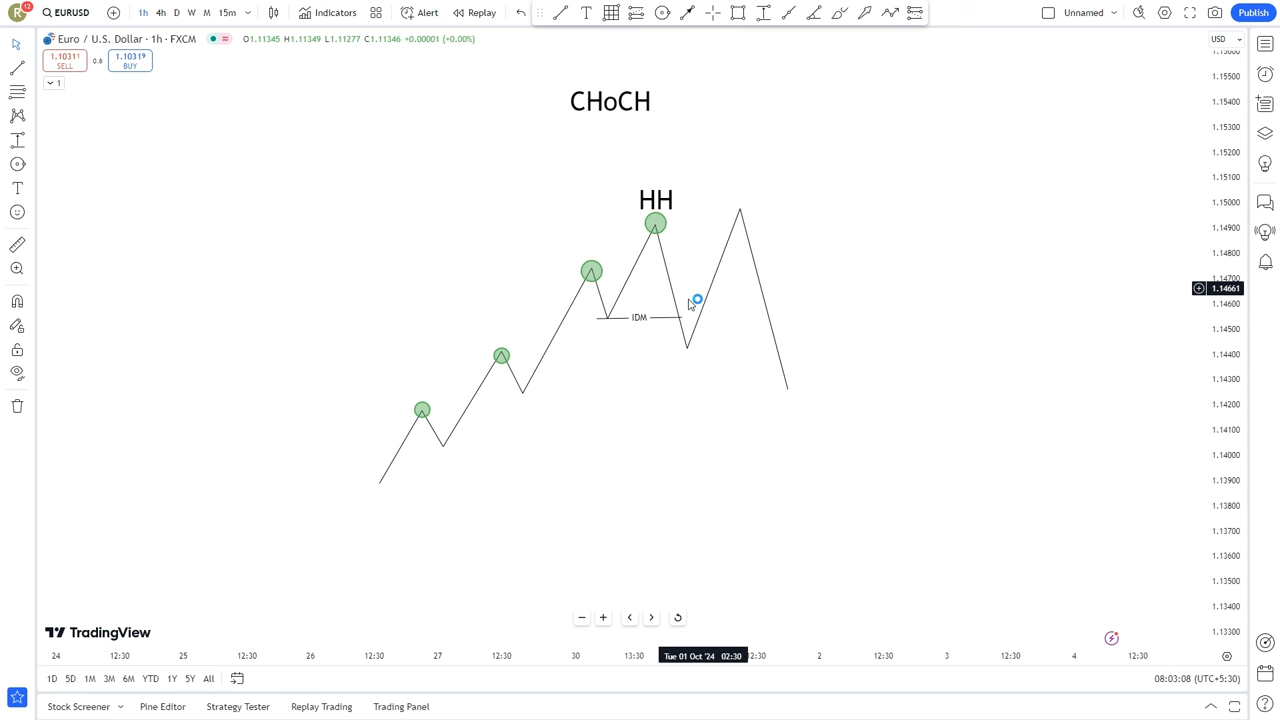 R 12 EURUSD 1h 4h D W M 15m Indicators Alert Replay Unnamed Publish
Euro / U.S. Dollar · 1h · FXCM O1.11345 H1.11349 L1.11277 C1.11346 +0.00001 (+0.00%) USD
1.10311 0.8 1.10319
SELL BUY
1
CHoCH
HH
IDM
1.15500
1.15400
1.15300
1.15200
1.15100
1.15000
1.14900
1.14800
1.14661
1.14600
1.14500
1.14400
1.14300
1.14200
1.14100
1.14000
1.13900
1.13800
1.13700
1.13600
1.13500
1.13400
1.13300
TradingView
24 12:30 25 12:30 26 12:30 27 12:30 30 13:30 Tue 01 Oct '24 02:30 12:30 2 12:30 3 12:30 4 12:30
1D 5D 1M 3M 6M YTD 1Y 5Y All 08:03:08 (UTC+5:30)
Stock Screener Pine Editor Strategy Tester Replay Trading Trading Panel